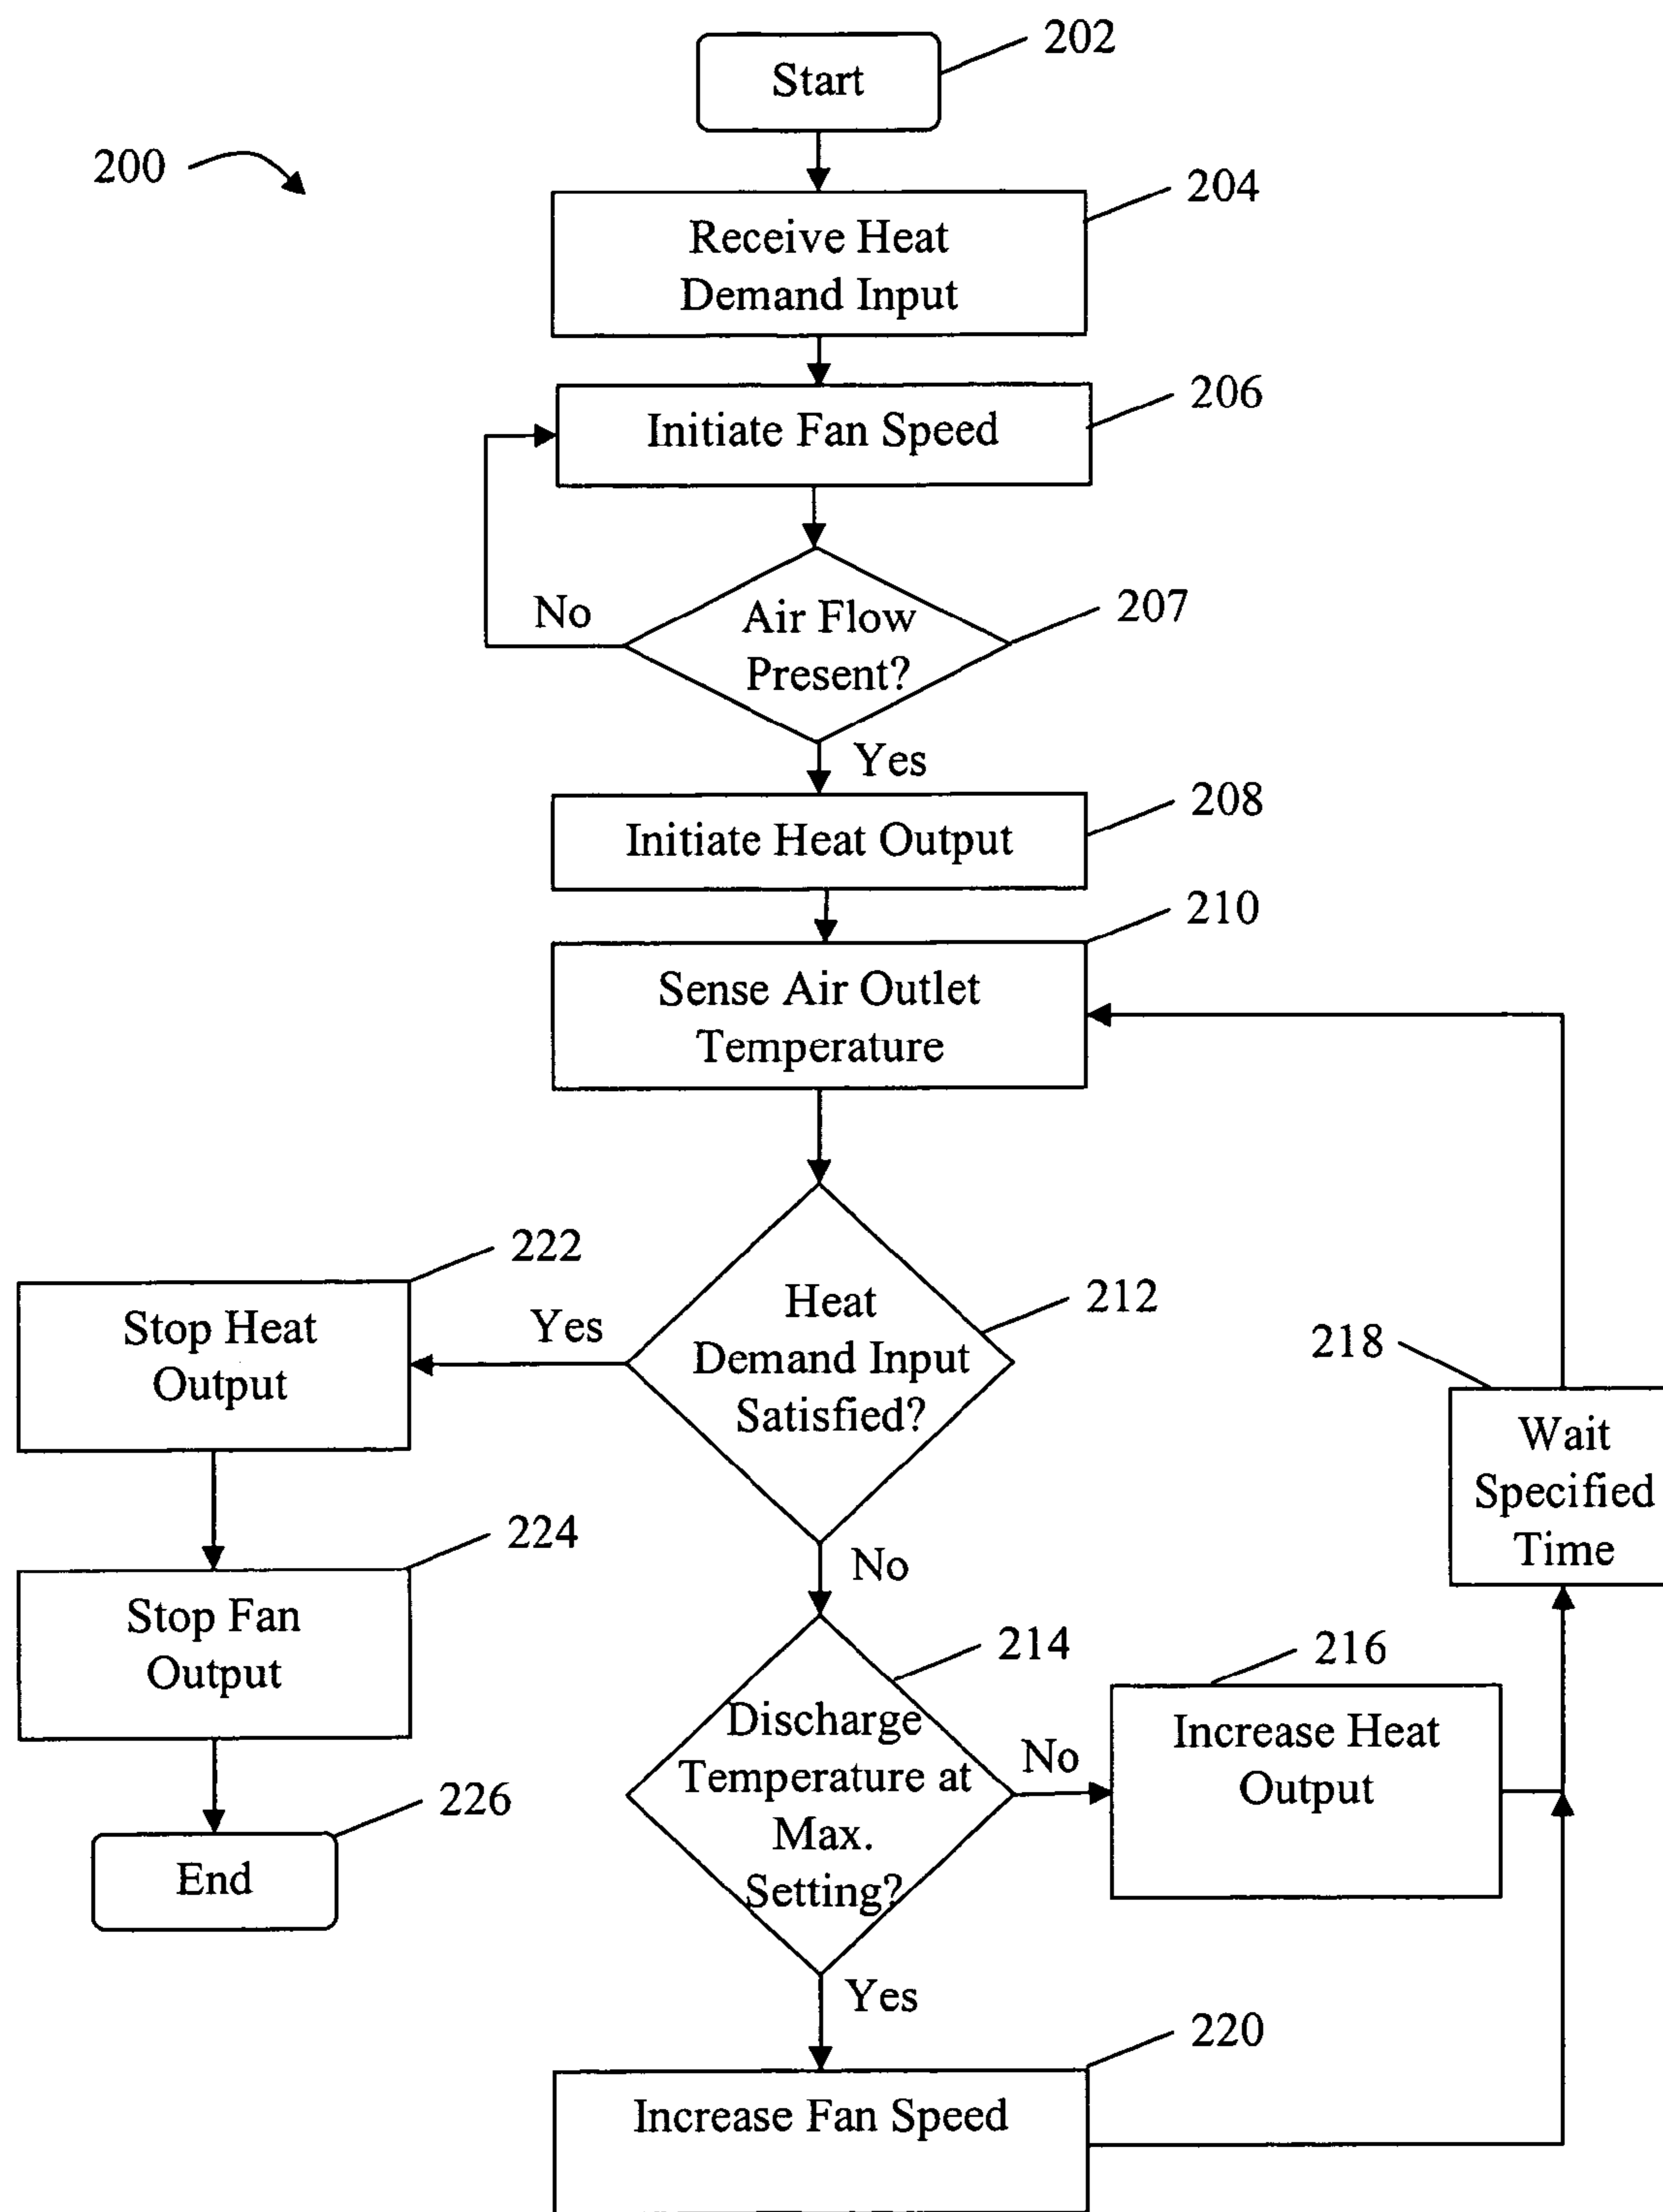 202
Start
200
204
Receive Heat
Demand Input
206
Initiate Fan Speed
No
Air Flow
Present?
207
Yes
208
Initiate Heat Output
210
Sense Air Outlet
Temperature
222
Stop Heat
Output
Yes
Heat
Demand Input
Satisfied?
212
218
Wait
Specified
Time
No
224
Stop Fan
Output
214
Discharge
Temperature at
Max.
Setting?
No
216
Increase Heat
Output
226
End
Yes
220
Increase Fan Speed